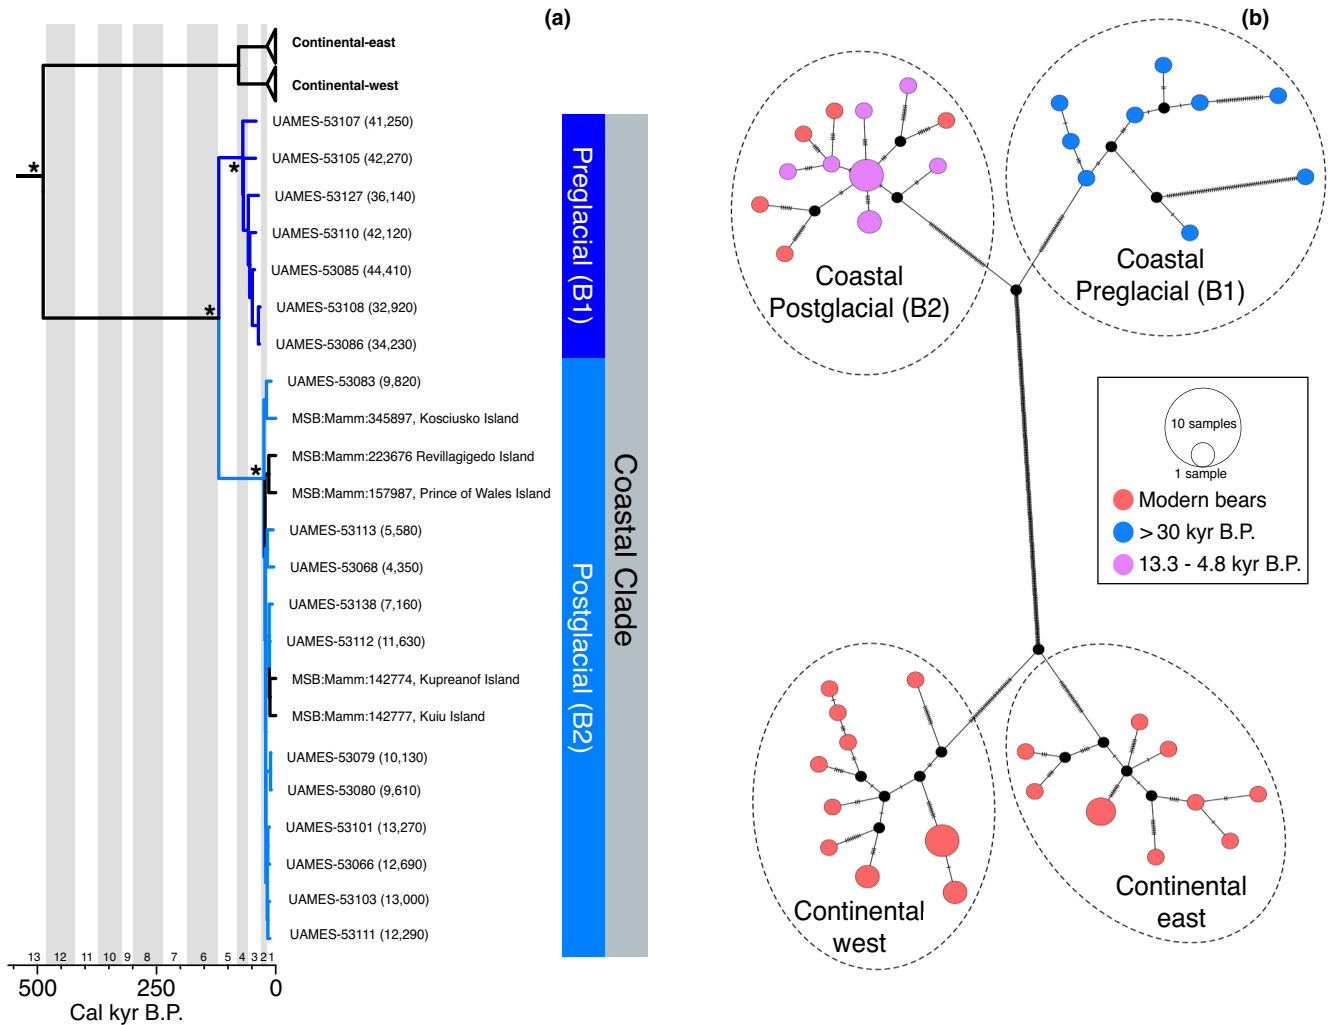 (a)
Continental-east
Continental-west
UAMES-53107 (41,250)
UAMES-53105 (42,270)
UAMES-53127 (36,140)
UAMES-53110 (42,120)
UAMES-53085 (44,410)
UAMES-53108 (32,920)
UAMES-53086 (34,230)
UAMES-53083 (9,820)
MSB:Mamm:345897, Kosciusko Island
MSB:Mamm:223676 Revillagigedo Island
MSB:Mamm:157987, Prince of Wales Island
UAMES-53113 (5,580)
UAMES-53068 (4,350)
UAMES-53138 (7,160)
UAMES-53112 (11,630)
MSB:Mamm:142774, Kupreanof Island
MSB:Mamm:142777, Kuiu Island
UAMES-53079 (10,130)
UAMES-53080 (9,610)
UAMES-53101 (13,270)
UAMES-53066 (12,690)
UAMES-53103 (13,000)
UAMES-53111 (12,290)
* * * *
Preglacial (B1)
Postglacial (B2)
Coastal Clade
13 12 11 10 9 8 7 6 5 4 3 2 1
500 250 0
Cal kyr B.P.
(b)
Coastal
Postglacial (B2)
Coastal
Preglacial (B1)
10 samples
1 sample
Modern bears
> 30 kyr B.P.
13.3 - 4.8 kyr B.P.
Continental
west
Continental
east